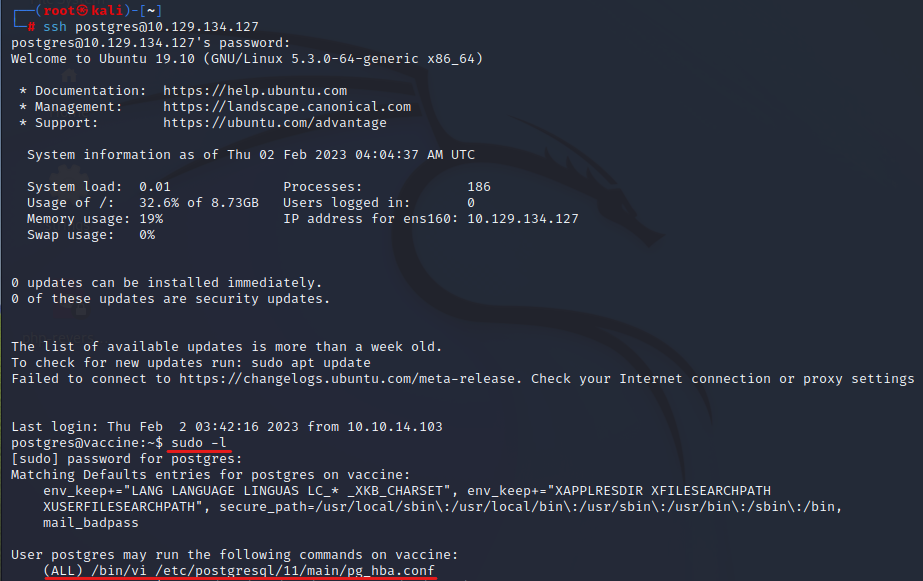 ┌──(root㉿kali)-[~]
└─# ssh postgres@10.129.134.127
postgres@10.129.134.127's password:
Welcome to Ubuntu 19.10 (GNU/Linux 5.3.0-64-generic x86_64)
* Documentation:  https://help.ubuntu.com
* Management:     https://landscape.canonical.com
* Support:        https://ubuntu.com/advantage
System information as of Thu 02 Feb 2023 04:04:37 AM UTC
System load:  0.01              Processes:             186
Usage of /:   32.6% of 8.73GB   Users logged in:       0
Memory usage: 19%               IP address for ens160: 10.129.134.127
Swap usage:   0%
0 updates can be installed immediately.
0 of these updates are security updates.
The list of available updates is more than a week old.
To check for new updates run: sudo apt update
Failed to connect to https://changelogs.ubuntu.com/meta-release. Check your Internet connection or proxy settings
Last login: Thu Feb  2 03:42:16 2023 from 10.10.14.103
postgres@vaccine:~$ sudo -l
[sudo] password for postgres:
Matching Defaults entries for postgres on vaccine:
env_keep+="LANG LANGUAGE LINGUAS LC_* _XKB_CHARSET", env_keep+="XAPPLRESDIR XFILESEARCHPATH
XUSERFILESEARCHPATH", secure_path=/usr/local/sbin\:/usr/local/bin\:/usr/sbin\:/usr/bin\:/sbin\:/bin,
mail_badpass
User postgres may run the following commands on vaccine:
(ALL) /bin/vi /etc/postgresql/11/main/pg_hba.conf